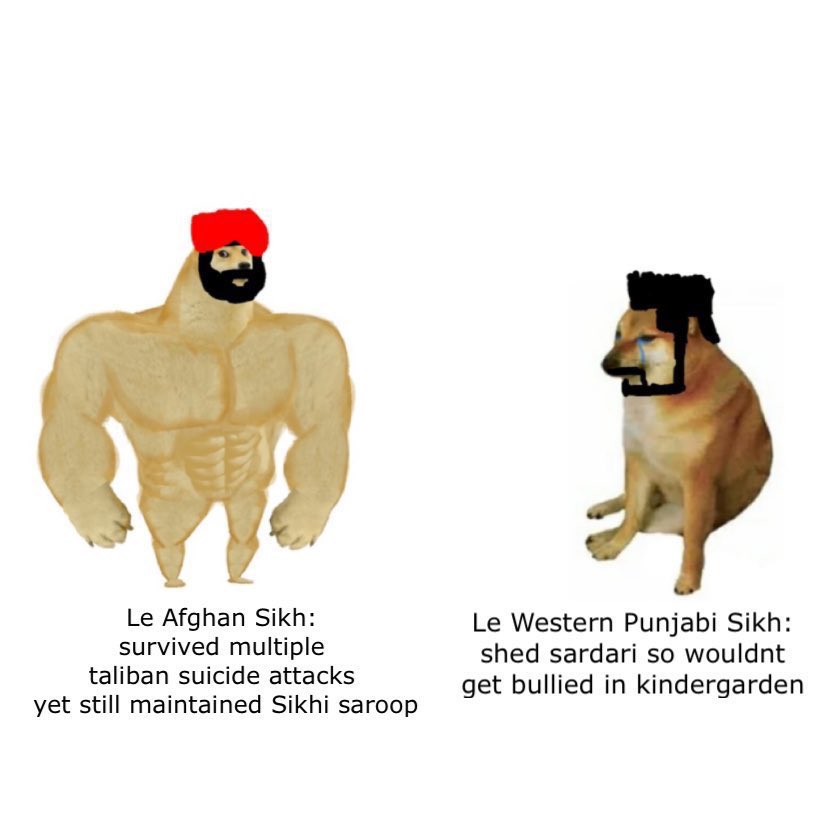 Le Afghan Sikh:
survived multiple
taliban suicide attacks
yet still maintained Sikhi saroop
Le Western Punjabi Sikh:
shed sardari so wouldnt
get bullied in kindergarden